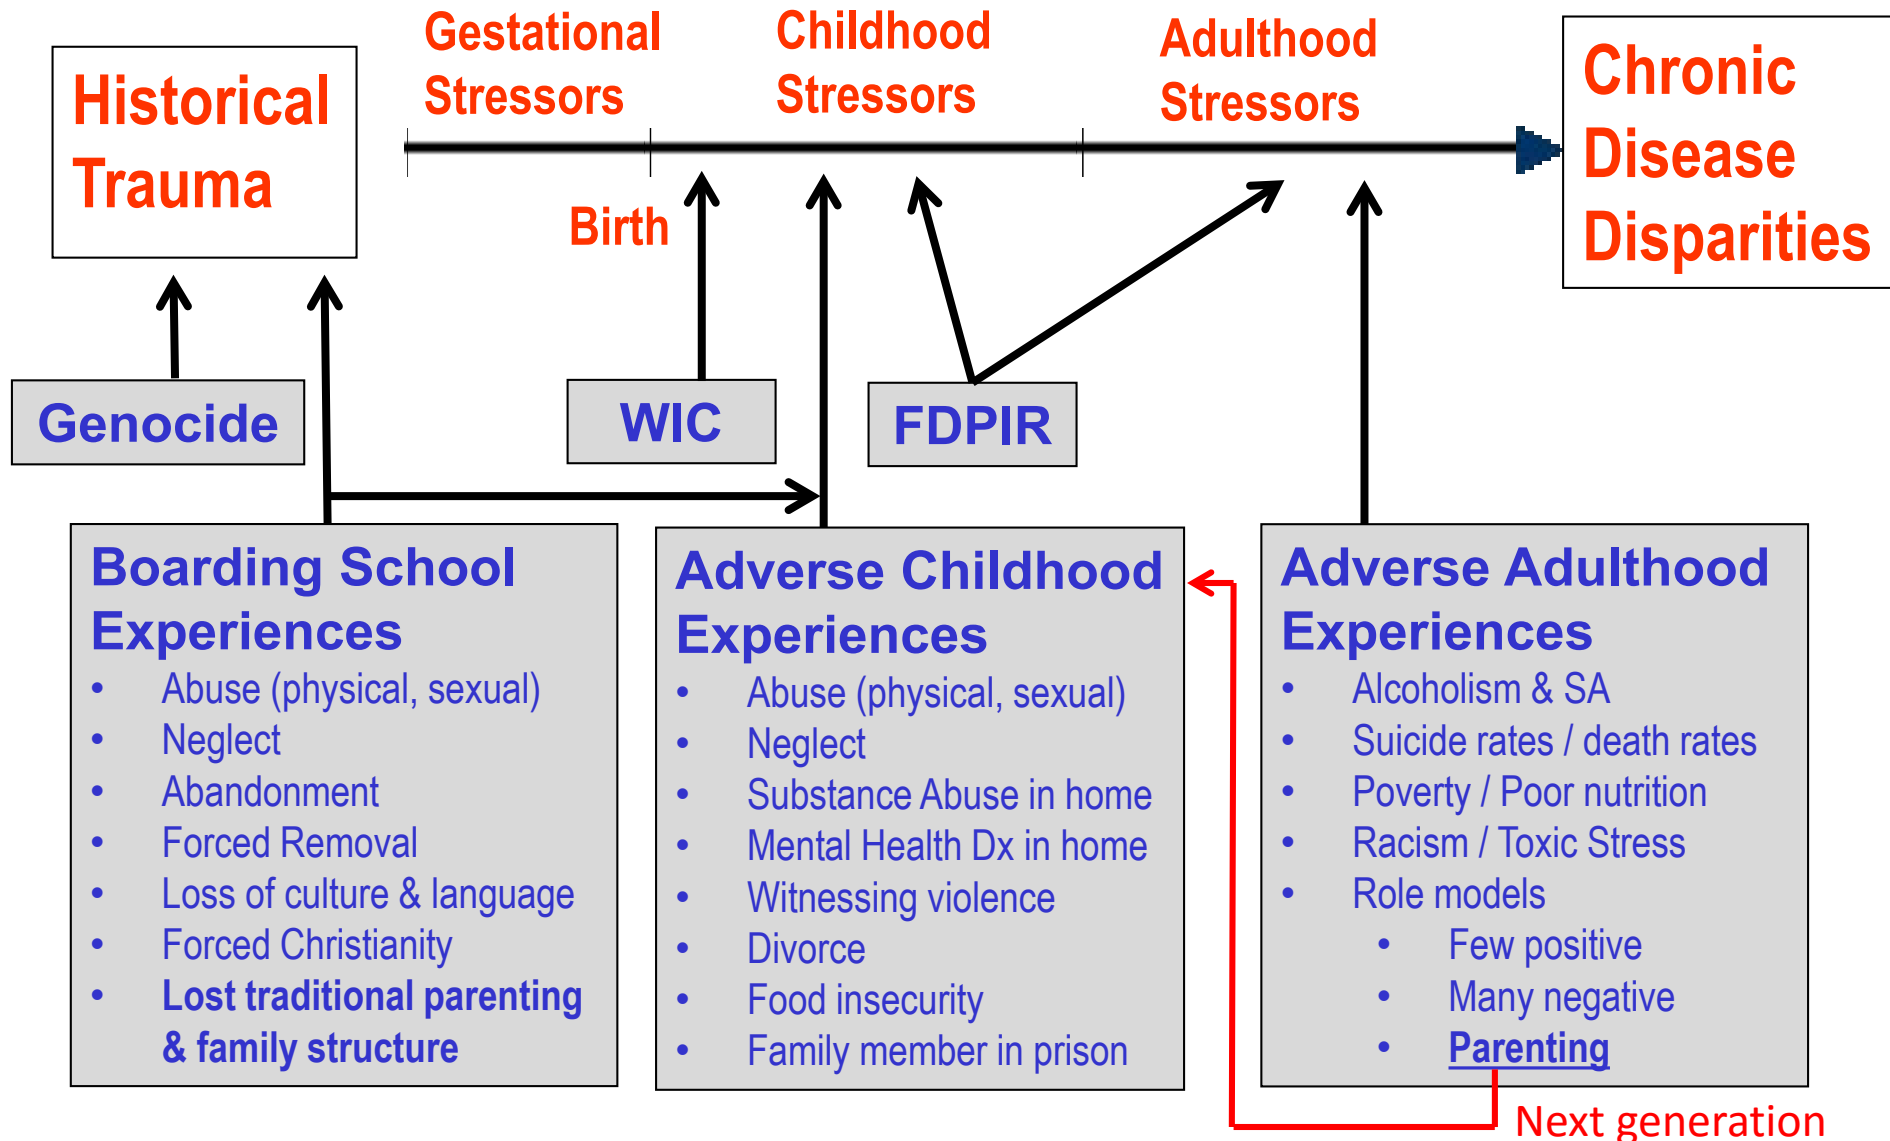 Historical
Trauma
Gestational
Stressors
Childhood
Stressors
Adulthood
Stressors
Chronic
Disease
Disparities
Birth
Genocide
WIC
FDPIR
Boarding School
Experiences
• Abuse (physical, sexual)
• Neglect
• Abandonment
• Forced Removal
• Loss of culture & language
• Forced Christianity
• Lost traditional parenting
& family structure
Adverse Childhood
Experiences
• Abuse (physical, sexual)
• Neglect
• Substance Abuse in home
• Mental Health Dx in home
• Witnessing violence
• Divorce
• Food insecurity
• Family member in prison
Adverse Adulthood
Experiences
• Alcoholism & SA
• Suicide rates / death rates
• Poverty / Poor nutrition
• Racism / Toxic Stress
• Role models
• Few positive
• Many negative
• Parenting
Next generation